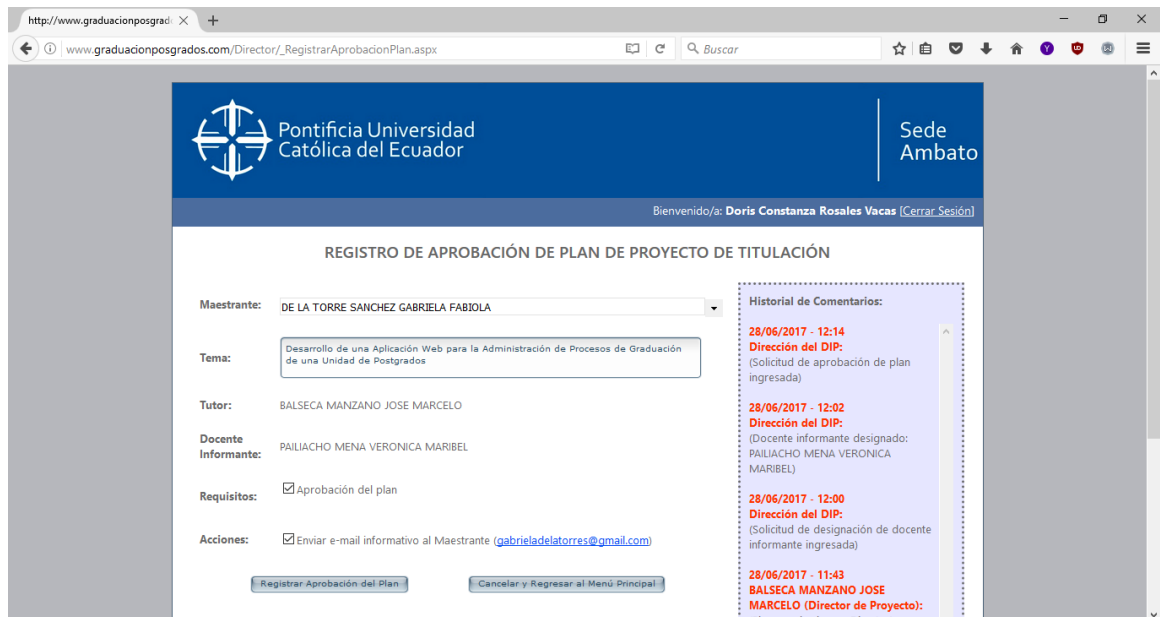 http://www.graduacionposgrad
www.graduacionposgrados.com/Director/_RegistrarAprobacionPlan.aspx
Buscar
Pontificia Universidad
Católica del Ecuador
Sede
Ambato
Bienvenido/a: Doris Constanza Rosales Vacas [Cerrar Sesión]
REGISTRO DE APROBACIÓN DE PLAN DE PROYECTO DE TITULACIÓN
Maestrante:
DE LA TORRE SANCHEZ GABRIELA FABIOLA
Tema:
Desarrollo de una Aplicación Web para la Administración de Procesos de Graduación
de una Unidad de Postgrados
Tutor:
BALSECA MANZANO JOSE MARCELO
Docente
Informante:
PAILIACHO MENA VERONICA MARIBEL
Requisitos:
Aprobación del plan
Acciones:
Enviar e-mail informativo al Maestrante (gabrieladelatorres@gmail.com)
Registrar Aprobación del Plan
Cancelar y Regresar al Menú Principal
Historial de Comentarios:
28/06/2017 - 12:14
Dirección del DIP:
(Solicitud de aprobación de plan
ingresada)
28/06/2017 - 12:02
Dirección del DIP:
(Docente informante designado:
PAILIACHO MENA VERONICA
MARIBEL)
28/06/2017 - 12:00
Dirección del DIP:
(Solicitud de designación de docente
informante ingresada)
28/06/2017 - 11:43
BALSECA MANZANO JOSE
MARCELO (Director de Proyecto):